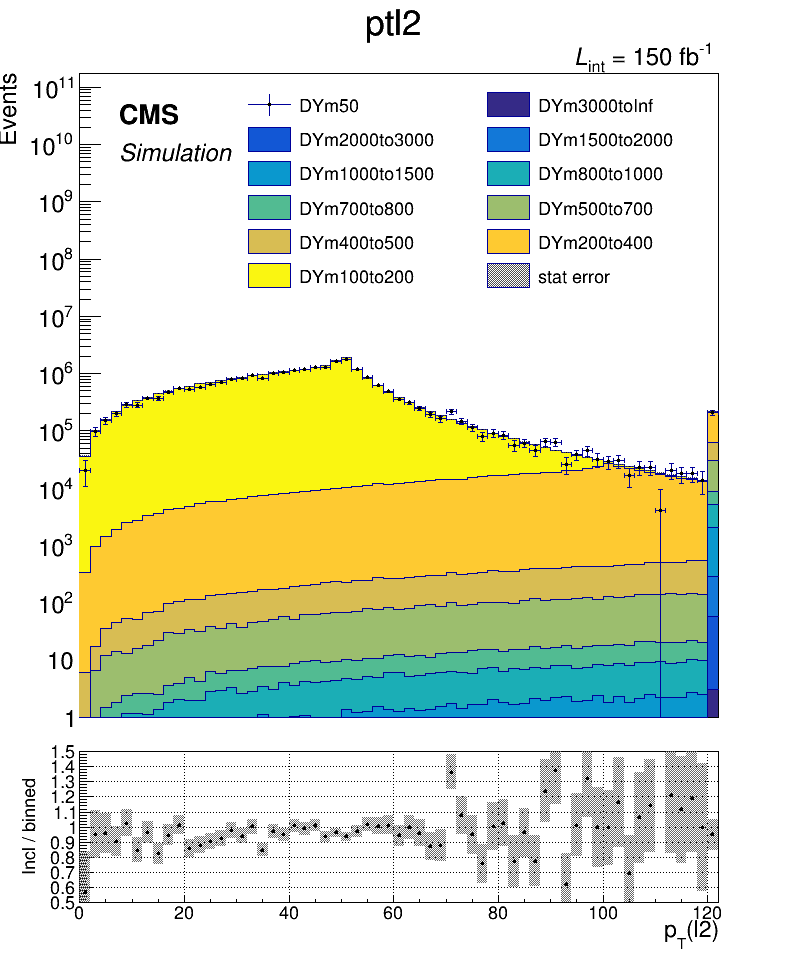 ptl2
L_int = 150 fb^-1
Events
CMS
Simulation
DYm50
DYm3000toInf
DYm2000to3000
DYm1500to2000
DYm1000to1500
DYm800to1000
DYm700to800
DYm500to700
DYm400to500
DYm200to400
DYm100to200
stat error
10^11
10^10
10^9
10^8
10^7
10^6
10^5
10^4
10^3
10^2
10
1
Incl / binned
1.5
1.4
1.3
1.2
1.1
1
0.9
0.8
0.7
0.6
0.5
0 20 40 60 80 100 120
p_T(l2)